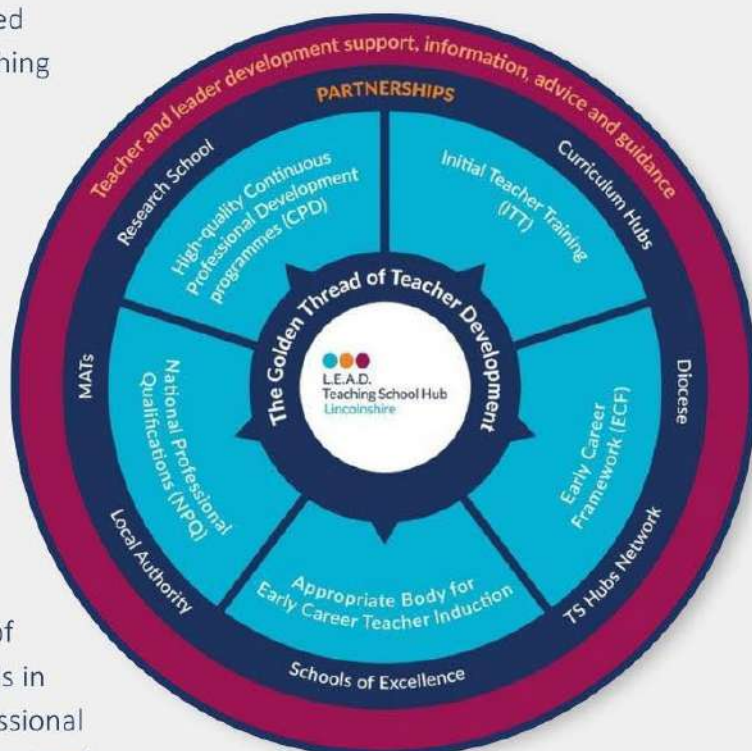 ed
hing
of
s in
essional
Teacher and leader development support, information, advice and guidance
PARTNERSHIPS
Research School
Curriculum Hubs
MATs
Diocese
Local Authority
TS Hubs Network
Schools of Excellence
High-quality Continuous
Professional Development
programmes (CPD)
Initial Teacher Training
(ITT)
National Professional
Qualifications (NPQ)
Early Career
Framework (ECF)
Appropriate Body for
Early Career Teacher Induction
The Golden Thread of Teacher Development
L.E.A.D.
Teaching School Hub
Lincolnshire